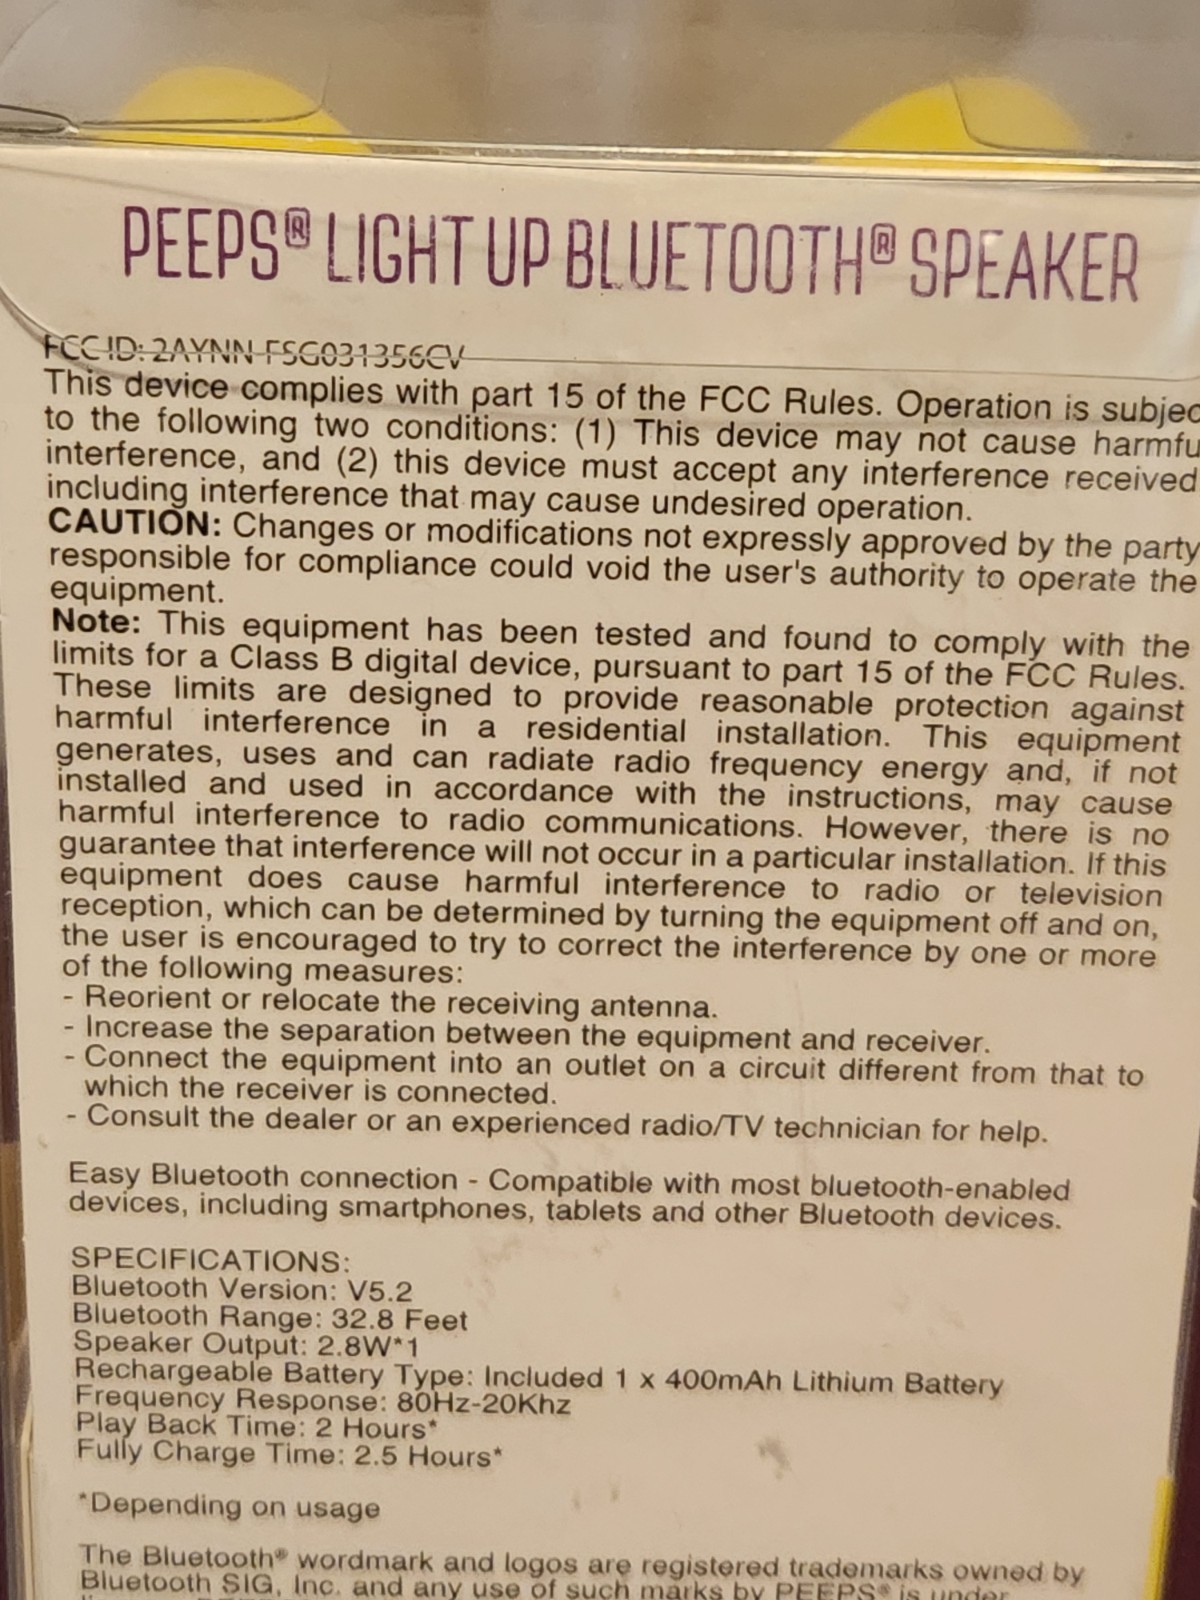 PEEPS® LIGHT UP BLUETOOTH® SPEAKER
FCC ID: 2AYNN-FSG031356CV
This device complies with part 15 of the FCC Rules. Operation is subjec
to the following two conditions: (1) This device may not cause harmfu
interference, and (2) this device must accept any interference received
including interference that may cause undesired operation.
CAUTION: Changes or modifications not expressly approved by the party
responsible for compliance could void the user's authority to operate the
equipment.
Note: This equipment has been tested and found to comply with the
limits for a Class B digital device, pursuant to part 15 of the FCC Rules.
These limits are designed to provide reasonable protection against
harmful interference in a residential installation. This equipment
generates, uses and can radiate radio frequency energy and, if not
installed and used in accordance with the instructions, may cause
harmful interference to radio communications. However, there is no
guarantee that interference will not occur in a particular installation. If this
equipment does cause harmful interference to radio or television
reception, which can be determined by turning the equipment off and on,
the user is encouraged to try to correct the interference by one or more
of the following measures:
- Reorient or relocate the receiving antenna.
- Increase the separation between the equipment and receiver.
- Connect the equipment into an outlet on a circuit different from that to
which the receiver is connected.
- Consult the dealer or an experienced radio/TV technician for help.
Easy Bluetooth connection - Compatible with most bluetooth-enabled
devices, including smartphones, tablets and other Bluetooth devices.
SPECIFICATIONS:
Bluetooth Version: V5.2
Bluetooth Range: 32.8 Feet
Speaker Output: 2.8W*1
Rechargeable Battery Type: Included 1 x 400mAh Lithium Battery
Frequency Response: 80Hz-20Khz
Play Back Time: 2 Hours*
Fully Charge Time: 2.5 Hours*
*Depending on usage
The Bluetooth® wordmark and logos are registered trademarks owned by
Bluetooth SIG, Inc. and any use of such marks by PEEPS® is under